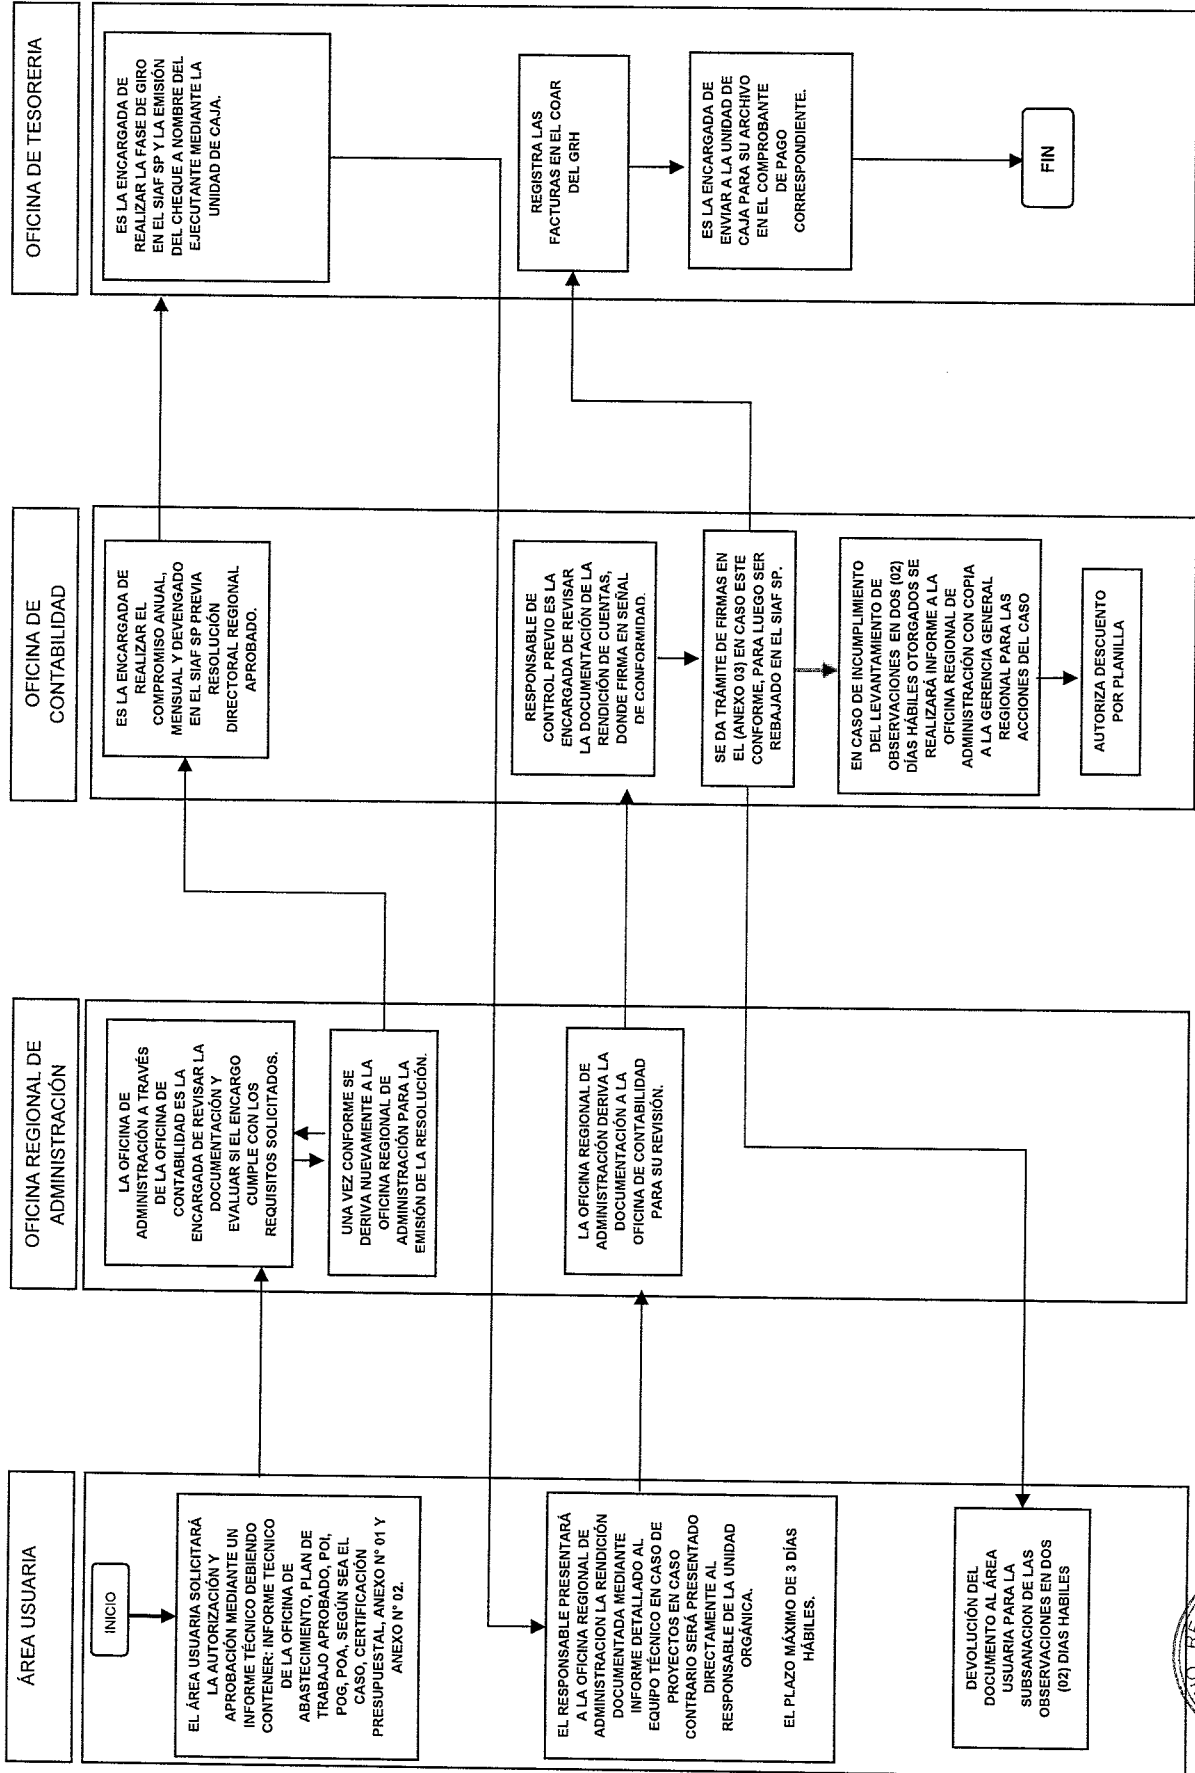 ÁREA USUARIA
INICIO
EL ÁREA USUARIA SOLICITARÁ
LA AUTORIZACIÓN Y
APROBACIÓN MEDIANTE UN
INFORME TÉCNICO DEBIENDO
CONTENER: INFORME TECNICO
DE LA OFICINA DE
ABASTECIMIENTO, PLAN DE
TRABAJO APROBADO, POI,
POG, POA, SEGÚN SEA EL
CASO, CERTIFICACIÓN
PRESUPUESTAL, ANEXO N° 01 Y
ANEXO N° 02.
EL RESPONSABLE PRESENTARÁ
A LA OFICINA REGIONAL DE
ADMINISTRACION LA RENDICIÓN
DOCUMENTADA MEDIANTE
INFORME DETALLADO AL
EQUIPO TÉCNICO EN CASO DE
PROYECTOS EN CASO
CONTRARIO SERÁ PRESENTADO
DIRECTAMENTE AL
RESPONSABLE DE LA UNIDAD
ORGÁNICA.
EL PLAZO MÁXIMO DE 3 DÍAS
HÁBILES.
DEVOLUCIÓN DEL
DOCUMENTO AL ÁREA
USUARIA PARA LA
SUBSANACION DE LAS
OBSERVACIONES EN DOS
(02) DIAS HABILES
OFICINA REGIONAL DE
ADMINISTRACIÓN
LA OFICINA DE
ADMINISTRACIÓN A TRAVÉS
DE LA OFICINA DE
CONTABILIDAD ES LA
ENCARGADA DE REVISAR LA
DOCUMENTACIÓN Y
EVALUAR SI EL ENCARGO
CUMPLE CON LOS
REQUISITOS SOLICITADOS.
UNA VEZ CONFORME SE
DERIVA NUEVAMENTE A LA
OFICINA REGIONAL DE
ADMINISTRACIÓN PARA LA
EMISIÓN DE LA RESOLUCIÓN.
LA OFICINA REGIONAL DE
ADMINISTRACIÓN DERIVA LA
DOCUMENTACIÓN A LA
OFICINA DE CONTABILIDAD
PARA SU REVISIÓN.
OFICINA DE
CONTABILIDAD
ES LA ENCARGADA DE
REALIZAR EL
COMPROMISO ANUAL,
MENSUAL Y DEVENGADO
EN EL SIAF SP PREVIA
RESOLUCIÓN
DIRECTORAL REGIONAL
APROBADO.
RESPONSABLE DE
CONTROL PREVIO ES LA
ENCARGADA DE REVISAR
LA DOCUMENTACIÓN DE LA
RENDICIÓN DE CUENTAS,
DONDE FIRMA EN SEÑAL
DE CONFORMIDAD.
SE DA TRÁMITE DE FIRMAS EN
EL (ANEXO 03) EN CASO ESTE
CONFORME, PARA LUEGO SER
REBAJADO EN EL SIAF SP.
EN CASO DE INCUMPLIMIENTO
DEL LEVANTAMIENTO DE
OBSERVACIONES EN DOS (02)
DÍAS HÁBILES OTORGADOS SE
REALIZARÁ INFORME A LA
OFICINA REGIONAL DE
ADMINISTRACIÓN CON COPIA
A LA GERENCIA GENERAL
REGIONAL PARA LAS
ACCIONES DEL CASO
AUTORIZA DESCUENTO
POR PLANILLA
OFICINA DE TESORERIA
ES LA ENCARGADA DE
REALIZAR LA FASE DE GIRO
EN EL SIAF SP Y LA EMISIÓN
DEL CHEQUE A NOMBRE DEL
EJECUTANTE MEDIANTE LA
UNIDAD DE CAJA.
REGISTRA LAS
FACTURAS EN EL COAR
DEL GRH
ES LA ENCARGADA DE
ENVIAR A LA UNIDAD DE
CAJA PARA SU ARCHIVO
EN EL COMPROBANTE
DE PAGO
CORRESPONDIENTE.
FIN